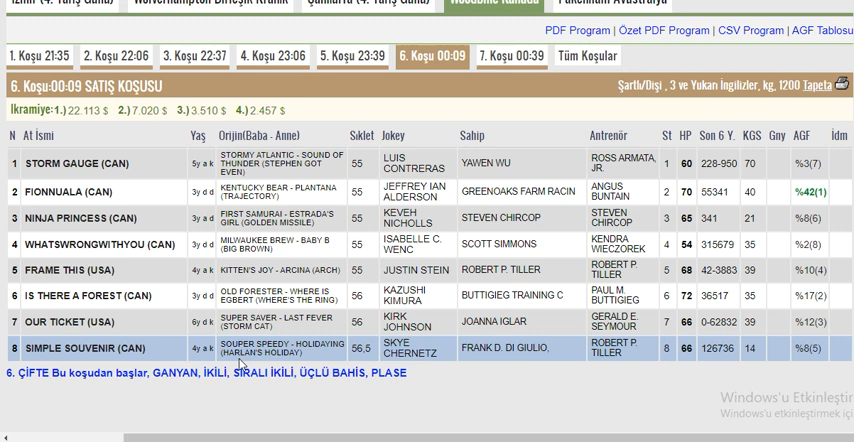 İzmir (4. Yarış Günü) Wolverhampton Birleşik Krallık Şanlıurfa (4. Yarış Günü) Woodbine Kanada Pakenham Avustralya
PDF Program | Özet PDF Program | CSV Program | AGF Tablosu
1. Koşu 21:35 2. Koşu 22:06 3. Koşu 22:37 4. Koşu 23:06 5. Koşu 23:39 6. Koşu 00:09 7. Koşu 00:39 Tüm Koşular
6. Koşu:00:09 SATIŞ KOŞUSU Şartlı/Dişi , 3 ve Yukarı İngilizler, kg, 1200 Tapeta
Ikramiye:1.) 22.113 $ 2.) 7.020 $ 3.) 3.510 $ 4.) 2.457 $
N At İsmi Yaş Orijin(Baba - Anne) Sıklet Jokey Sahip Antrenör St HP Son 6 Y. KGS Gny AGF İdm
1 STORM GAUGE (CAN) 5y a k STORMY ATLANTIC - SOUND OF THUNDER (STEPHEN GOT EVEN) 55 LUIS CONTRERAS YAWEN WU ROSS ARMATA, JR. 1 60 228-950 70 %3(7)
2 FIONNUALA (CAN) 3y d d KENTUCKY BEAR - PLANTANA (TRAJECTORY) 55 JEFFREY IAN ALDERSON GREENOAKS FARM RACIN ANGUS BUNTAIN 2 70 55341 40 %42(1)
3 NINJA PRINCESS (CAN) 3y a d FIRST SAMURAI - ESTRADA'S GIRL (GOLDEN MISSILE) 55 KEVEH NICHOLLS STEVEN CHIRCOP STEVEN CHIRCOP 3 65 341 21 %8(6)
4 WHATSWRONGWITHYOU (CAN) 3y d d MILWAUKEE BREW - BABY B (BIG BROWN) 55 ISABELLE C. WENC SCOTT SIMMONS KENDRA WIECZOREK 4 54 315679 35 %2(8)
5 FRAME THIS (USA) 4y a k KITTEN'S JOY - ARCINA (ARCH) 55 JUSTIN STEIN ROBERT P. TILLER ROBERT P. TILLER 5 68 42-3883 39 %10(4)
6 IS THERE A FOREST (CAN) 3y d d OLD FORESTER - WHERE IS EGBERT (WHERE'S THE RING) 56 KAZUSHI KIMURA BUTTIGIEG TRAINING C PAUL M. BUTTIGIEG 6 72 36517 35 %17(2)
7 OUR TICKET (USA) 6y d k SUPER SAVER - LAST FEVER (STORM CAT) 56 KIRK JOHNSON JOANNA IGLAR GERALD E. SEYMOUR 7 66 0-62832 39 %12(3)
8 SIMPLE SOUVENIR (CAN) 4y a k SOUPER SPEEDY - HOLIDAYING (HARLAN'S HOLIDAY) 56,5 SKYE CHERNETZ FRANK D. DI GIULIO, ROBERT P. TILLER 8 66 126736 14 %8(5)
6. ÇİFTE Bu koşudan başlar, GANYAN, İKİLİ, SIRALI İKİLİ, ÜÇLÜ BAHİS, PLASE
Windows'u Etkinleştir
Windows'u etkinleştirmek içi